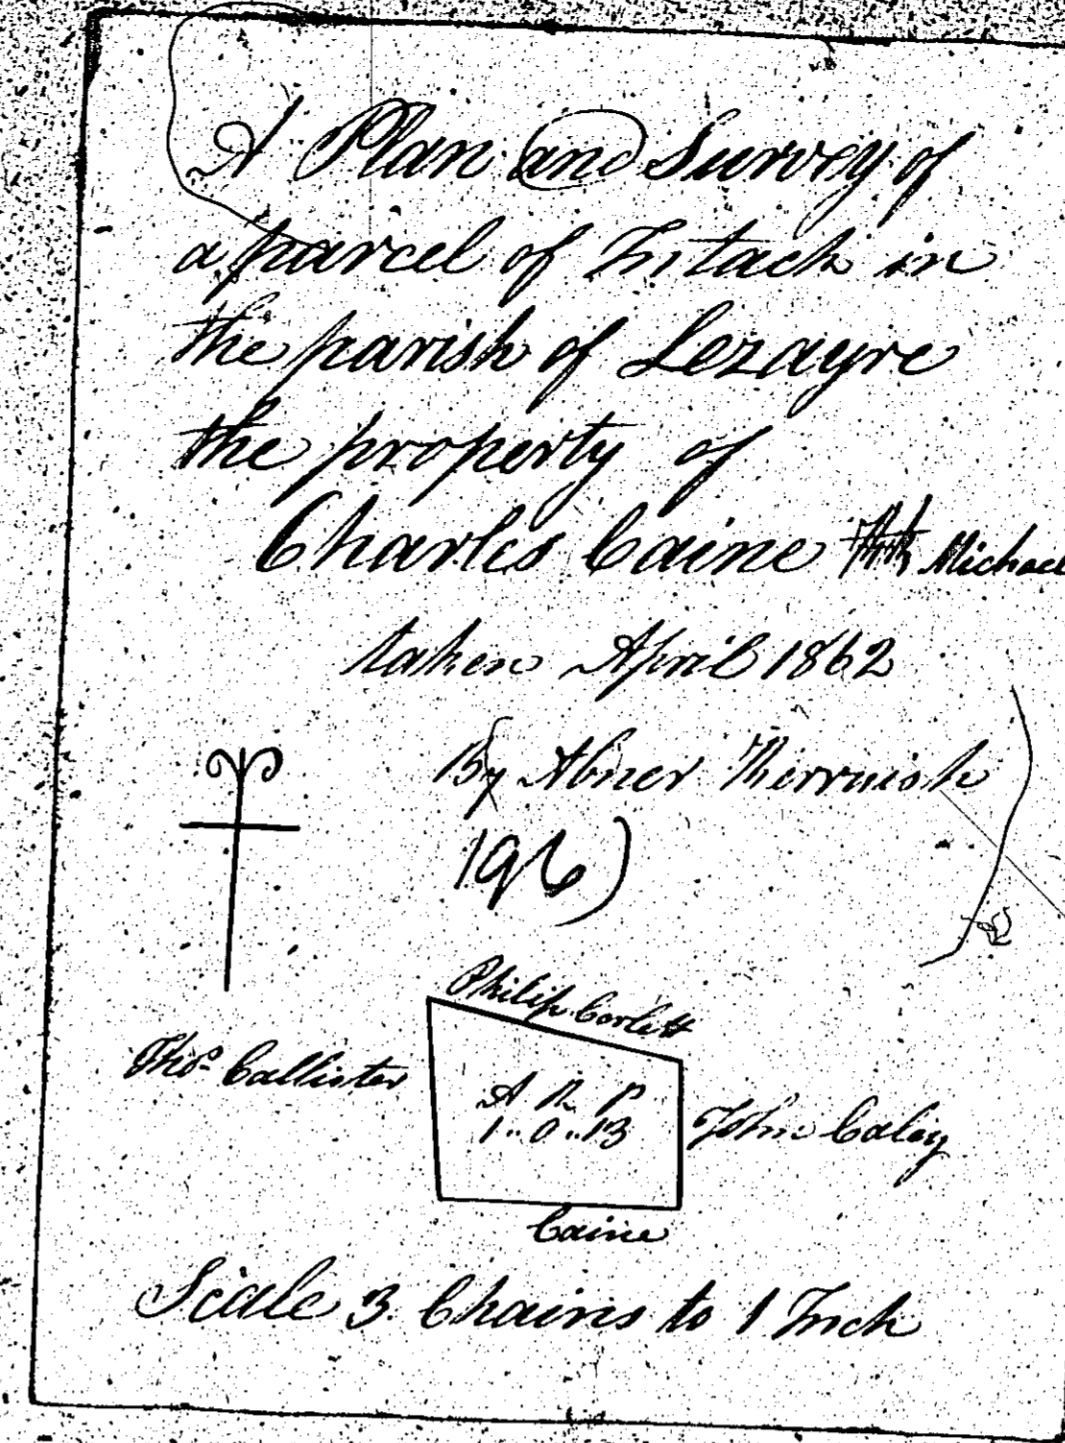 A Plan and Survey of
a parcel of Intack in
the parish of Lezayre
the property of
Charles Caine Michael
taken April 1862
By Abner
196)
Philip Corlett
Thos. Callister
A R P
1..0..13
John Caley
Caine
Scale 3 Chains to 1 Inch